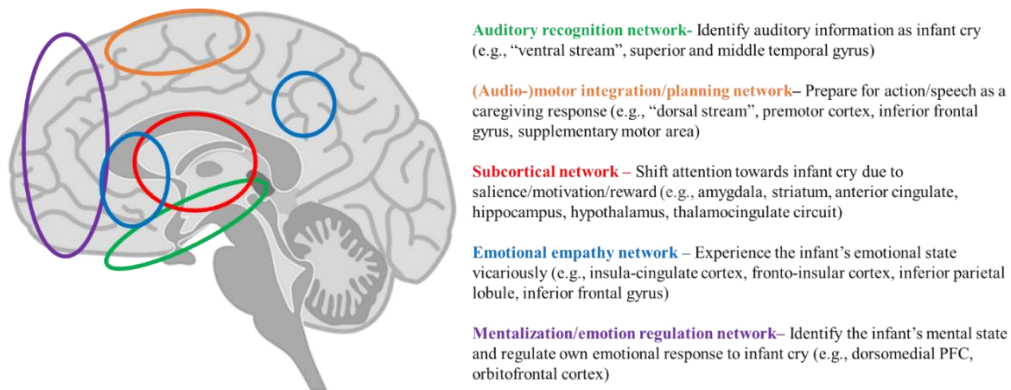 Auditory recognition network- Identify auditory information as infant cry
(e.g., “ventral stream”, superior and middle temporal gyrus)
(Audio-)motor integration/planning network– Prepare for action/speech as a
caregiving response (e.g., “dorsal stream”, premotor cortex, inferior frontal
gyrus, supplementary motor area)
Subcortical network – Shift attention towards infant cry due to
salience/motivation/reward (e.g., amygdala, striatum, anterior cingulate,
hippocampus, hypothalamus, thalamocingulate circuit)
Emotional empathy network – Experience the infant’s emotional state
vicariously (e.g., insula-cingulate cortex, fronto-insular cortex, inferior parietal
lobule, inferior frontal gyrus)
Mentalization/emotion regulation network– Identify the infant’s mental state
and regulate own emotional response to infant cry (e.g., dorsomedial PFC,
orbitofrontal cortex)